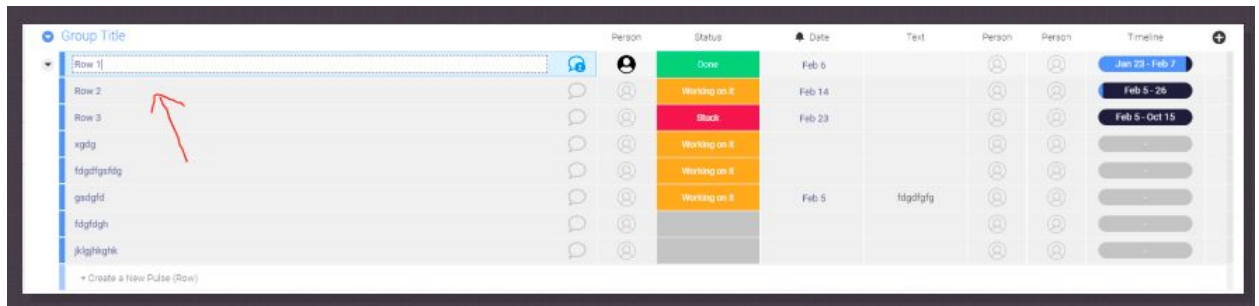 Group Title Person Status Date Text Person Person Timeline
Row 1 2 Done Feb 6 Jan 23 - Feb 7
Row 2 Working on it Feb 14 Feb 5 - 26
Row 3 Stuck Feb 23 Feb 5 - Oct 15
xgdg Working on it -
fdgdfgsfdg Working on it -
gsdgfd Working on it Feb 5 fdgdfgfg -
fdgfdgh -
jklgjhkghk -
+ Create a New Pulse (Row)